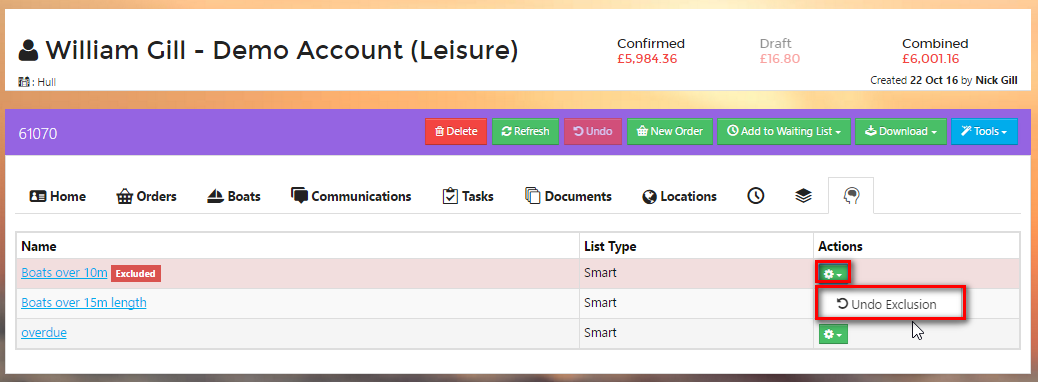 William Gill - Demo Account (Leisure)
Confirmed
£5,984.36
Draft
£16.80
Combined
£6,001.16
: Hull
Created 22 Oct 16 by Nick Gill
61070
Delete
Refresh
Undo
New Order
Add to Waiting List
Download
Tools
Home
Orders
Boats
Communications
Tasks
Documents
Locations
Name
List Type
Actions
Boats over 10m Excluded
Smart
Boats over 15m length
Smart
Undo Exclusion
overdue
Smart